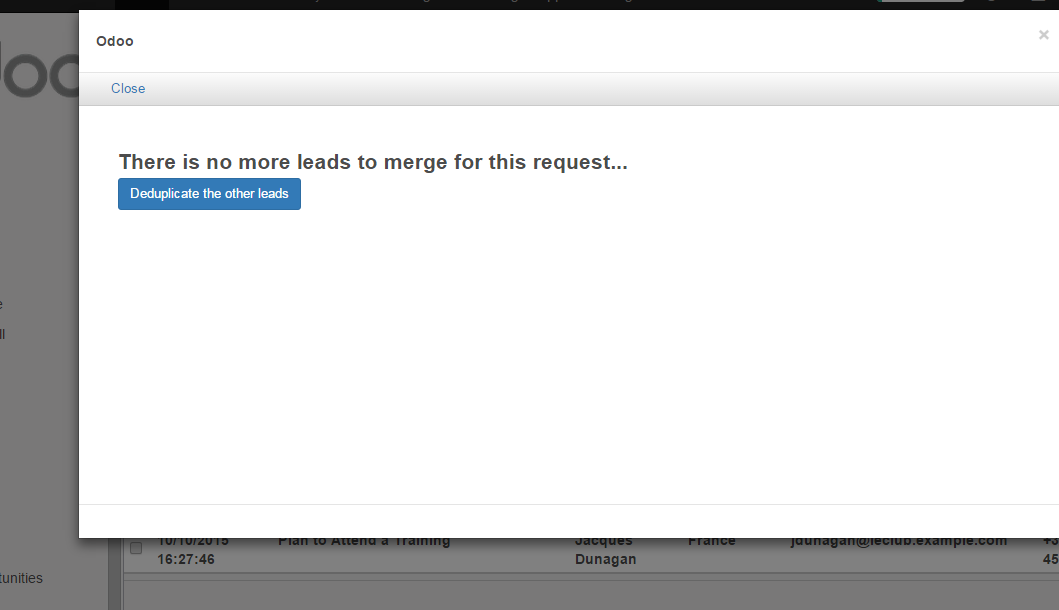 Odoo
×
Close
There is no more leads to merge for this request...
Deduplicate the other leads
10/10/2015 Plan to Attend a Training Jacques France jdunagan@leclub.example.com +3
16:27:46 Dunagan 45
tunities